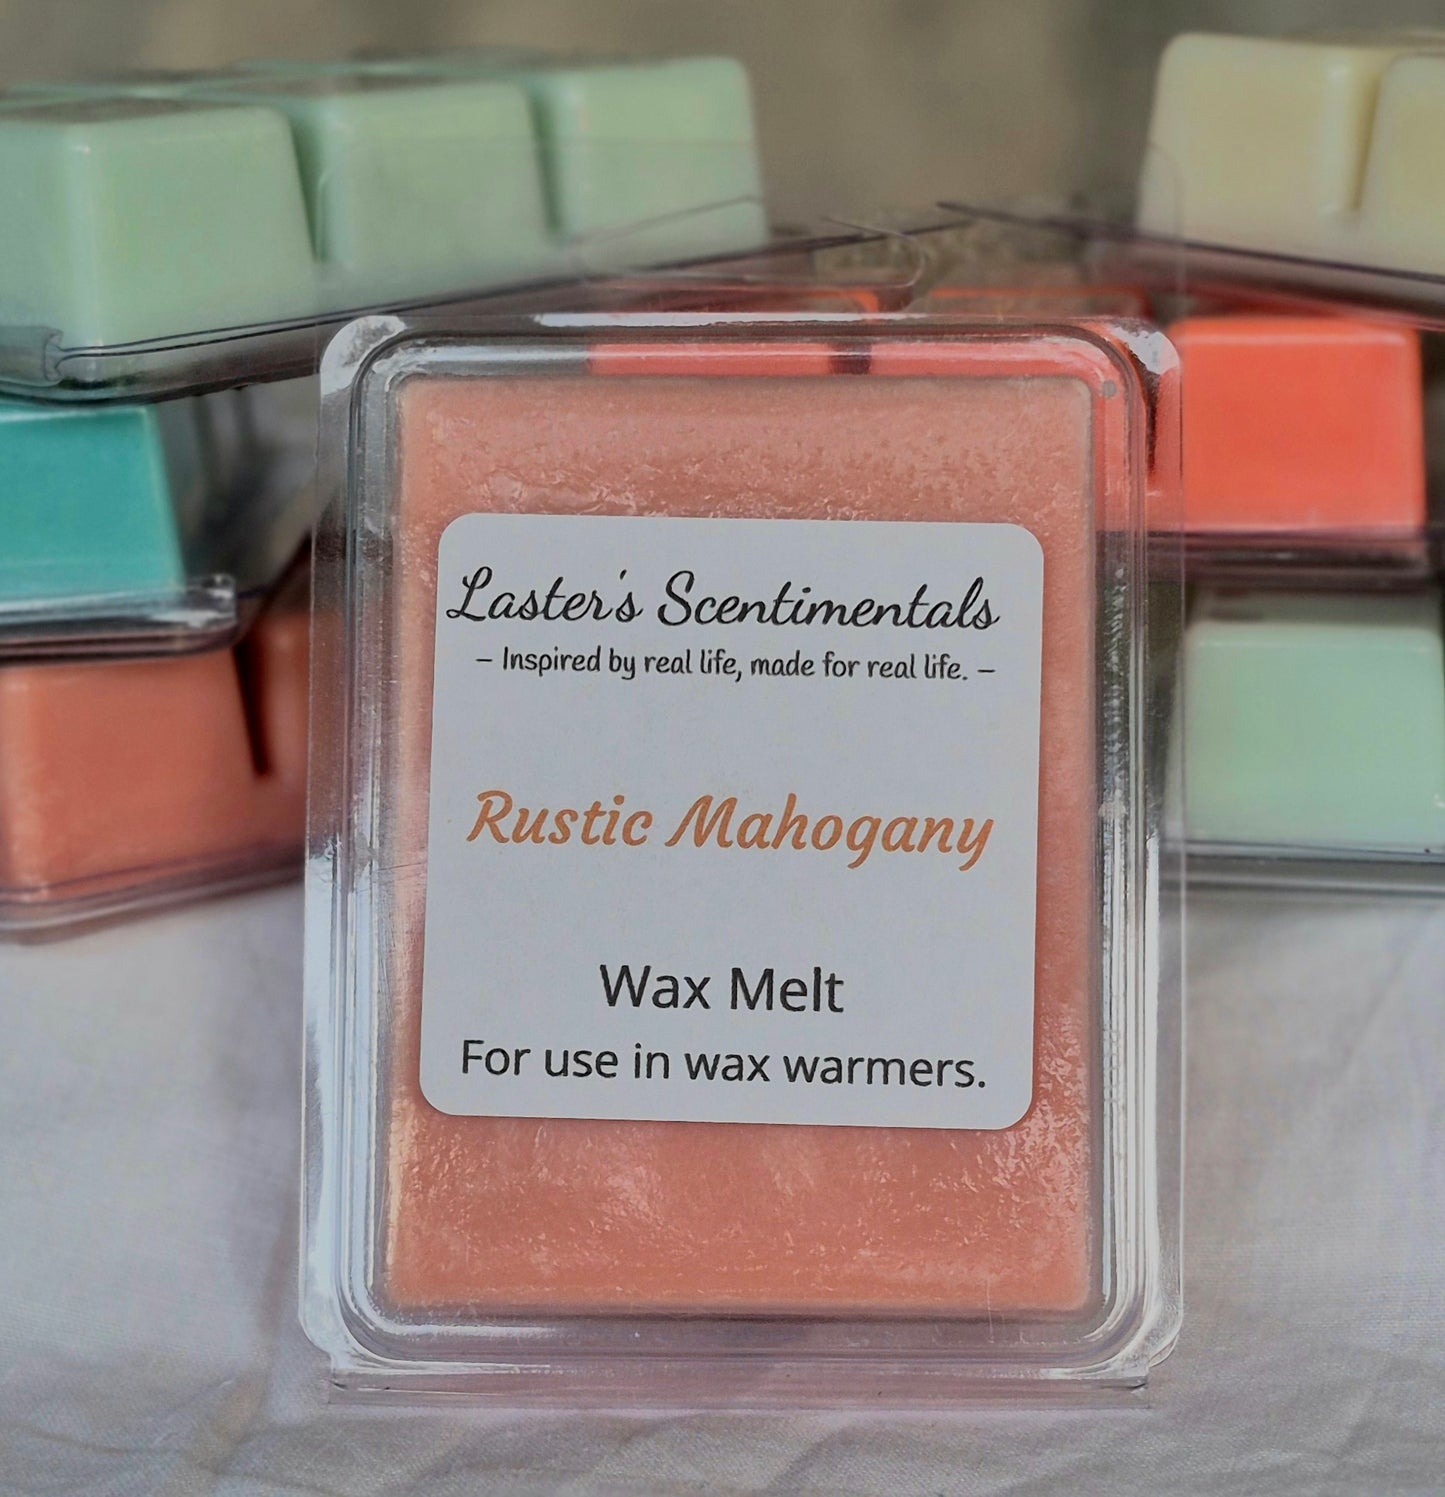 Laster's Scentimentals
– Inspired by real life, made for real life. –
Rustic Mahogany
Wax Melt
For use in wax warmers.